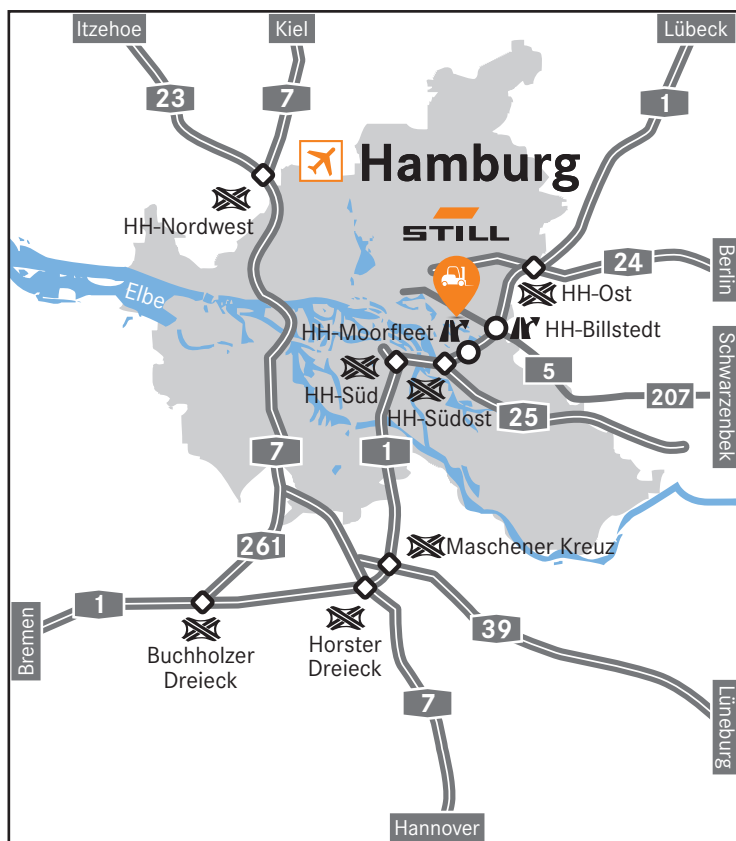 Itzehoe
Kiel
Lübeck
23
7
1
Hamburg
HH-Nordwest
STILL
24
Berlin
Elbe
HH-Ost
HH-Moorfleet
HH-Billstedt
5
Schwarzenbek
HH-Süd
207
HH-Südost
25
7
1
261
Maschener Kreuz
1
39
Bremen
Buchholzer
Dreieck
Horster
Dreieck
7
Lüneburg
Hannover